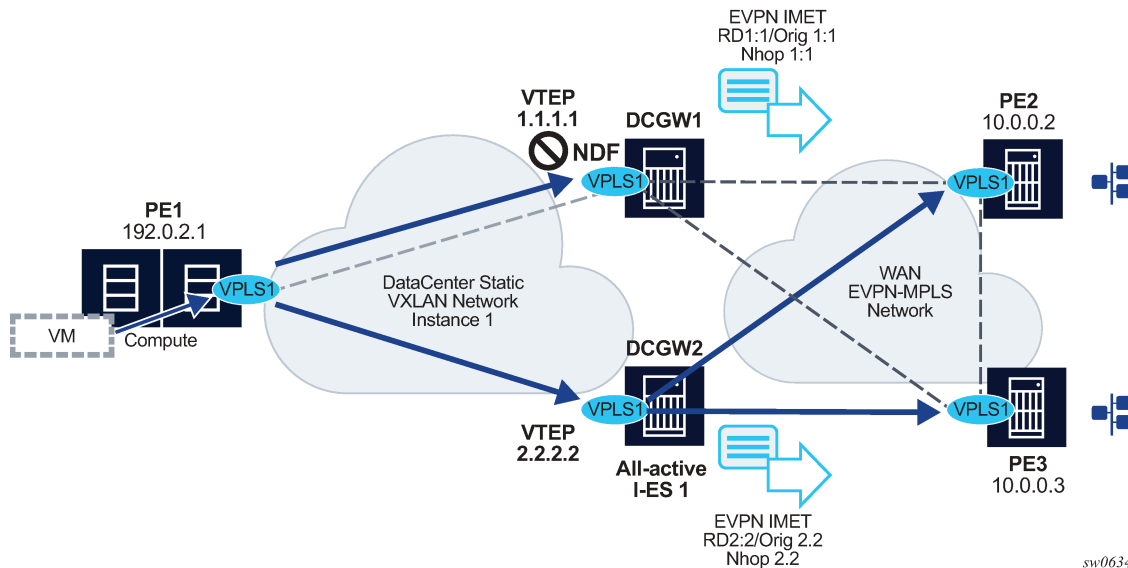 EVPN IMET
RD1:1/Orig 1:1
Nhop 1:1
VTEP
1.1.1.1
NDF
DCGW1
VPLS1
PE2
10.0.0.2
VPLS1
PE1
192.0.2.1
VPLS1
VM
Compute
DataCenter Static
VXLAN Network
Instance 1
WAN
EVPN-MPLS
Network
DCGW2
VPLS1
VTEP
2.2.2.2
All-active
I-ES 1
VPLS1
PE3
10.0.0.3
EVPN IMET
RD2:2/Orig 2.2
Nhop 2.2
sw0634